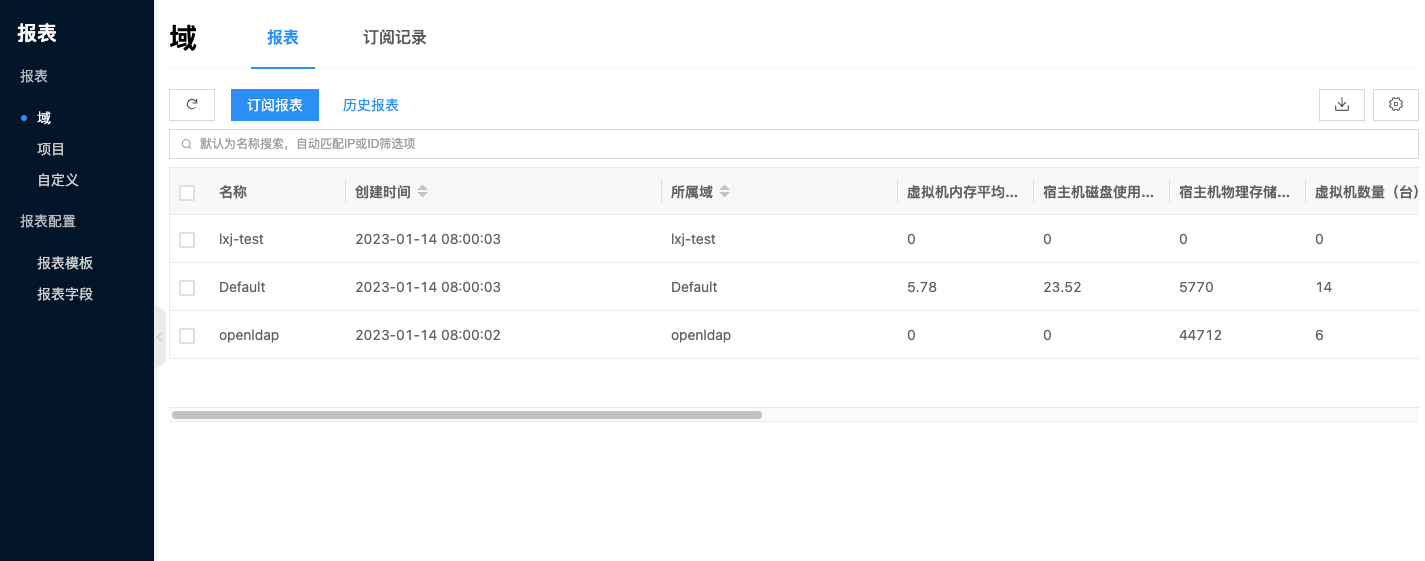 报表
报表
域
项目
自定义
报表配置
报表模板
报表字段
域 报表 订阅记录
订阅报表 历史报表
默认为名称搜索，自动匹配IP或ID筛选项
名称 创建时间 所属域 虚拟机内存平均... 宿主机磁盘使用... 宿主机物理存储... 虚拟机数量（台）
lxj-test 2023-01-14 08:00:03 lxj-test 0 0 0 0
Default 2023-01-14 08:00:03 Default 5.78 23.52 5770 14
openldap 2023-01-14 08:00:02 openldap 0 0 44712 6